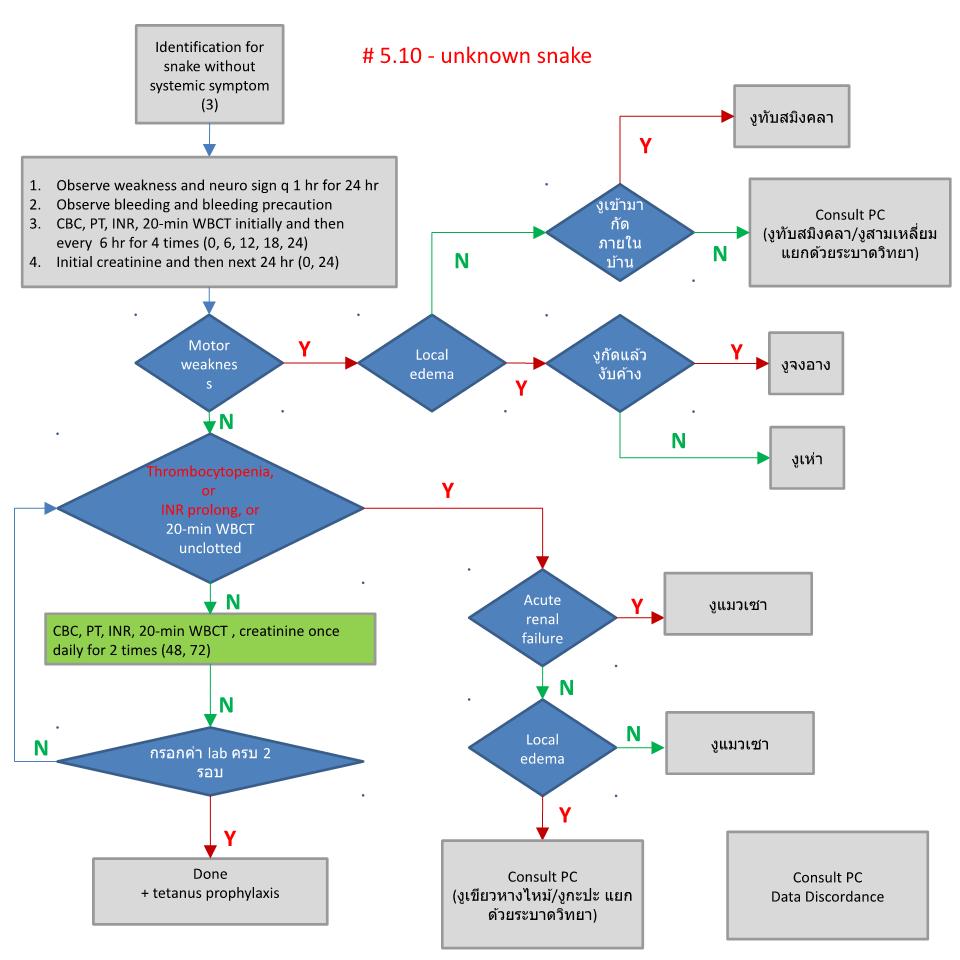 # 5.10 - unknown snake
Identification for
snake without
systemic symptom
(3)
1. Observe weakness and neuro sign q 1 hr for 24 hr
2. Observe bleeding and bleeding precaution
3. CBC, PT, INR, 20-min WBCT initially and then
every 6 hr for 4 times (0, 6, 12, 18, 24)
4. Initial creatinine and then next 24 hr (0, 24)
งูทับสมิงคลา
Y
งูเข้ามา
กัด
ภายใน
บ้าน
N
N
Consult PC
(งูทับสมิงคลา/งูสามเหลี่ยม
แยกด้วยระบาดวิทยา)
Motor
weaknes
s
Y
Local
edema
Y
งูกัดแล้ว
งับค้าง
Y
งูจงอาง
N
งูเห่า
N
Thrombocytopenia,
or
INR prolong, or
20-min WBCT
unclotted
Y
N
CBC, PT, INR, 20-min WBCT , creatinine once
daily for 2 times (48, 72)
N
กรอกค่า lab ครบ 2
รอบ
N
Y
Done
+ tetanus prophylaxis
Acute
renal
failure
Y
งูแมวเซา
N
Local
edema
N
งูแมวเซา
Y
Consult PC
(งูเขียวหางไหม้/งูกะปะ แยก
ด้วยระบาดวิทยา)
Consult PC
Data Discordance